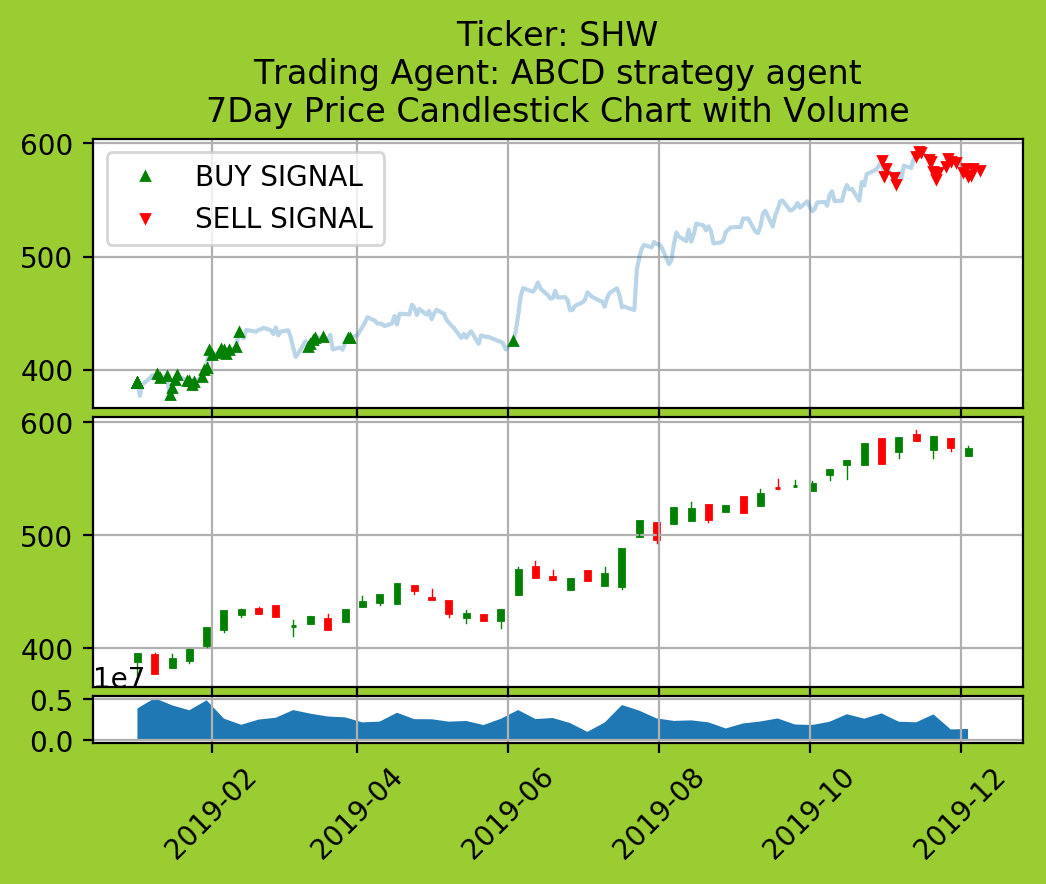 Ticker: SHW
Trading Agent: ABCD strategy agent
7Day Price Candlestick Chart with Volume
600
BUY SIGNAL
SELL SIGNAL
500
400
600
500
400
1e7
0.5
0.0
2019-02
2019-04
2019-06
2019-08
2019-10
2019-12